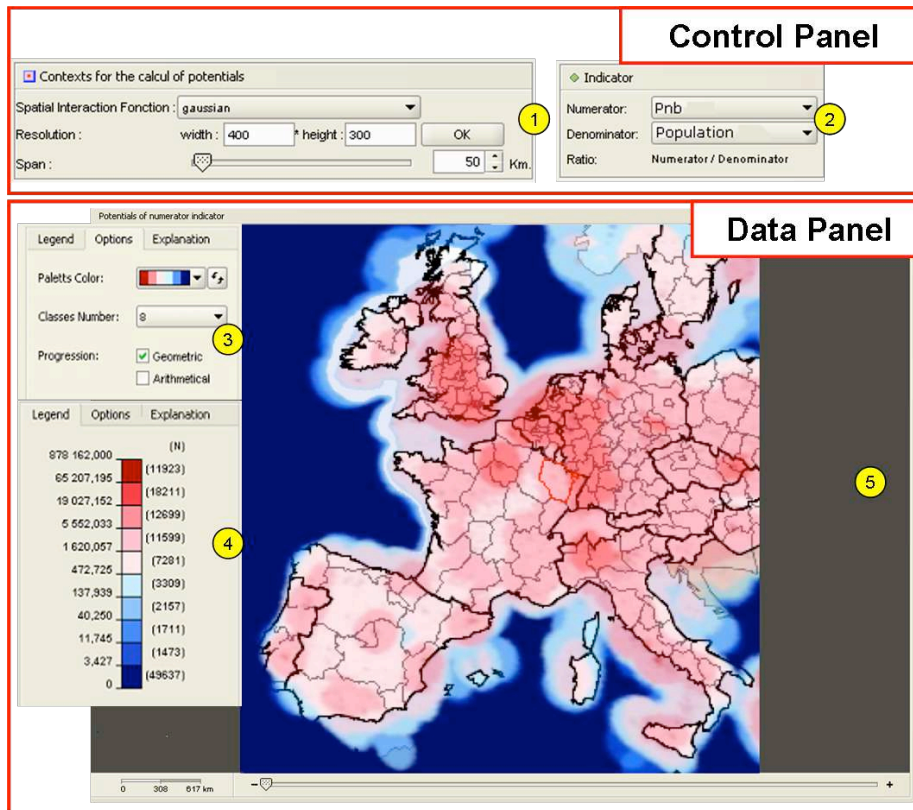 Control Panel
Contexts for the calcul of potentials
Spatial Interaction Fonction : gaussian
Resolution : width : 400 * height : 300 OK
Span : 50 Km.
1
Indicator
Numerator: Pnb
Denominator: Population
Ratio: Numerator / Denominator
2
Data Panel
Potentials of numerator indicator
Legend Options Explanation
Paletts Color:
Classes Number: 8
3
Progression: Geometric
Arithmetical
Legend Options Explanation
(N)
878 162,000
(11923)
65 207,195
(18211)
19 027,152
(12699)
5 552,033
(11599)
1 620,057
(7281)
472,725
(3309)
137,939
(2157)
40,250
(1711)
11,745
(1473)
3,427
(49637)
0
4
5
0 308 617 km
- +